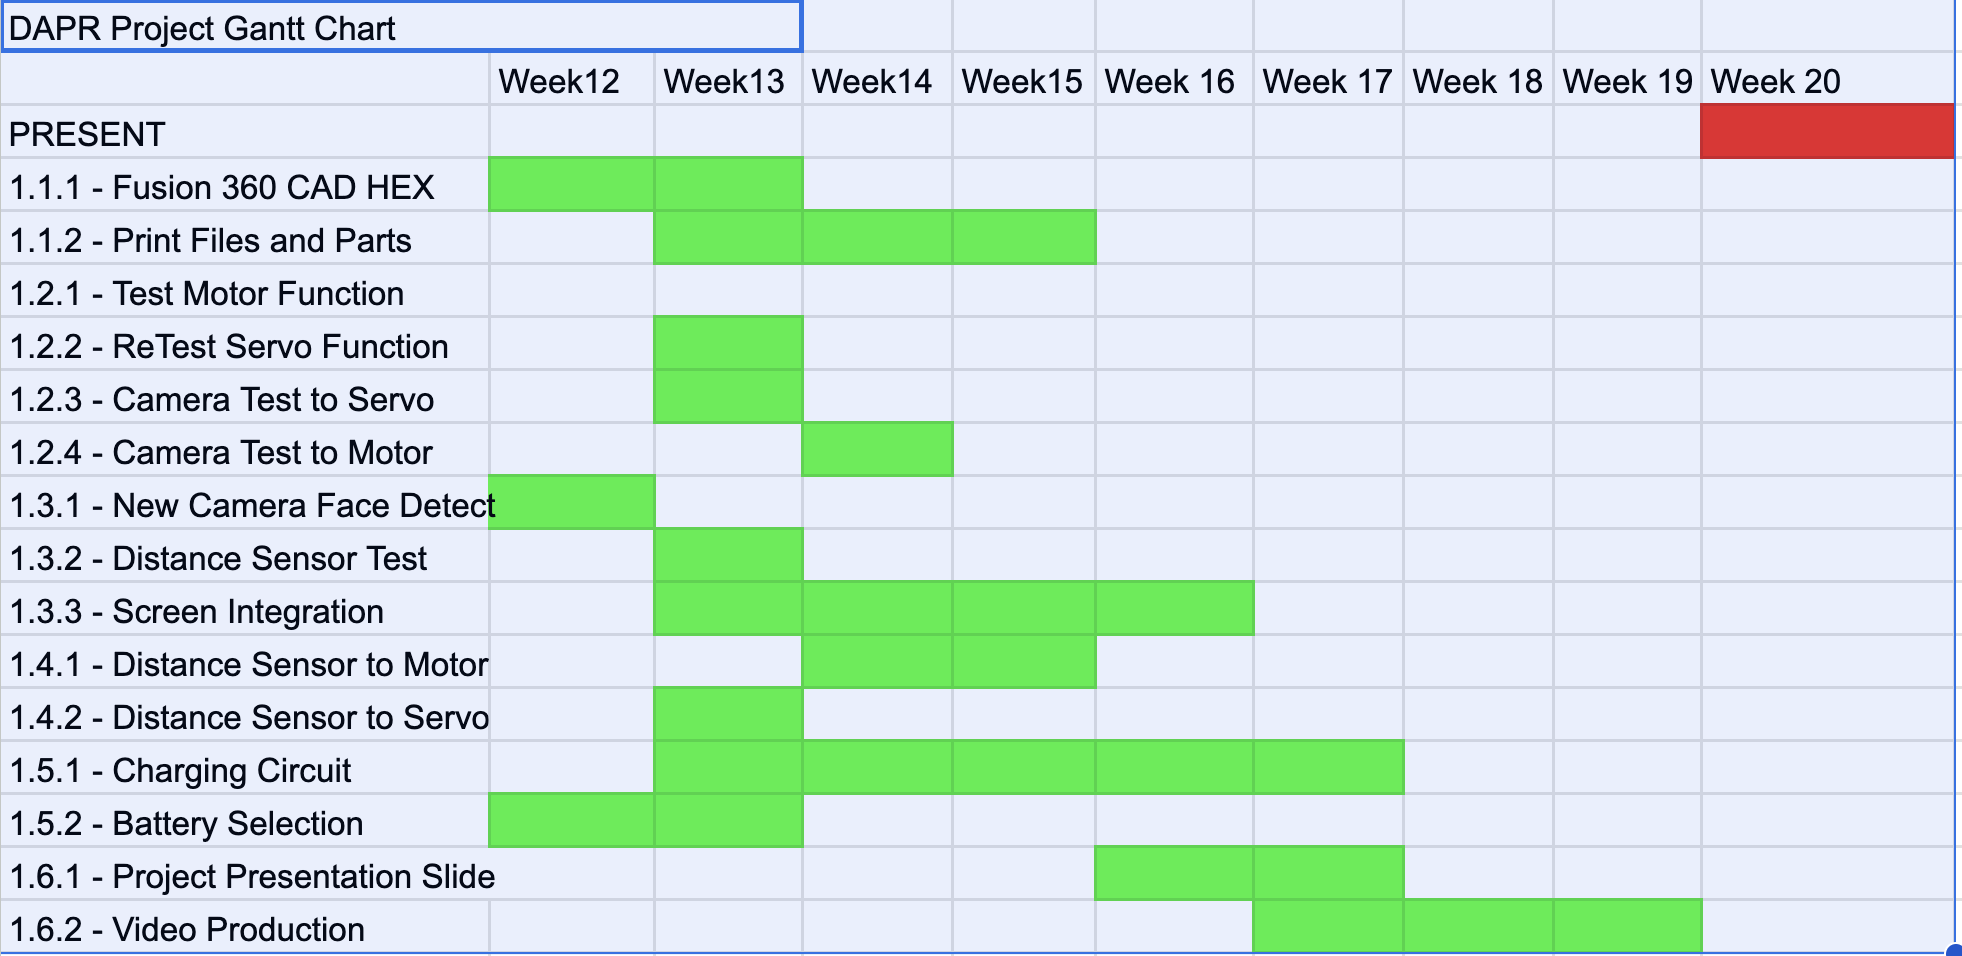 DAPR Project Gantt Chart
Week12 Week13 Week14 Week15 Week 16 Week 17 Week 18 Week 19 Week 20
PRESENT
1.1.1 - Fusion 360 CAD HEX
1.1.2 - Print Files and Parts
1.2.1 - Test Motor Function
1.2.2 - ReTest Servo Function
1.2.3 - Camera Test to Servo
1.2.4 - Camera Test to Motor
1.3.1 - New Camera Face Detect
1.3.2 - Distance Sensor Test
1.3.3 - Screen Integration
1.4.1 - Distance Sensor to Motor
1.4.2 - Distance Sensor to Servo
1.5.1 - Charging Circuit
1.5.2 - Battery Selection
1.6.1 - Project Presentation Slide
1.6.2 - Video Production